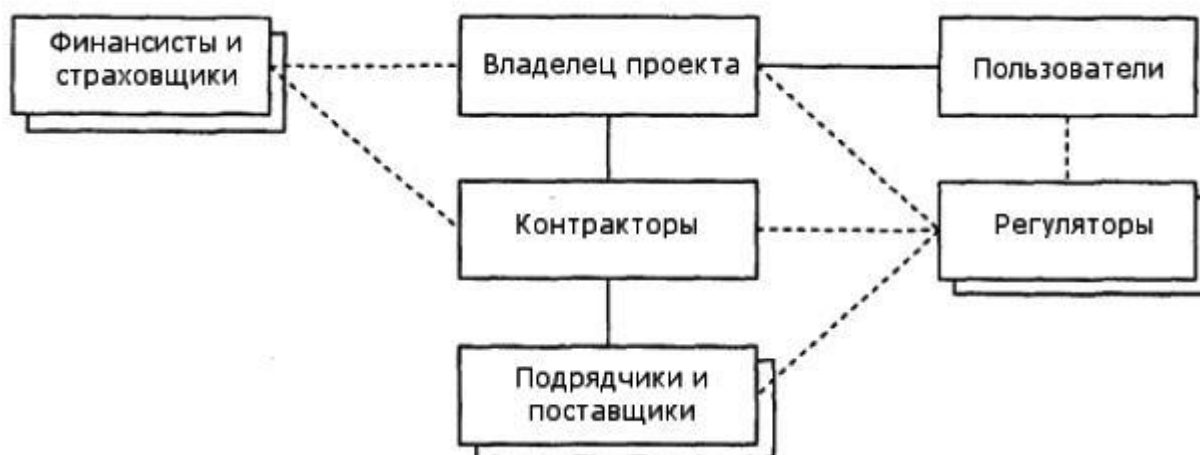 Финансисты и
страховщики
Владелец проекта
Пользователи
Контракторы
Регуляторы
Подрядчики и
поставщики